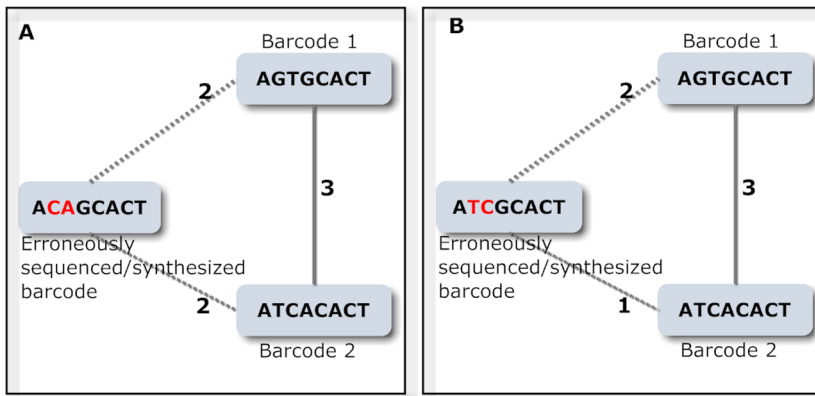 A
Barcode 1
AGTGCACT
2
3
ACAGCACT
Erroneously
sequenced/synthesized
barcode
2
ATCACACT
Barcode 2
B
Barcode 1
AGTGCACT
2
3
ATCGCACT
Erroneously
sequenced/synthesized
barcode
1
ATCACACT
Barcode 2